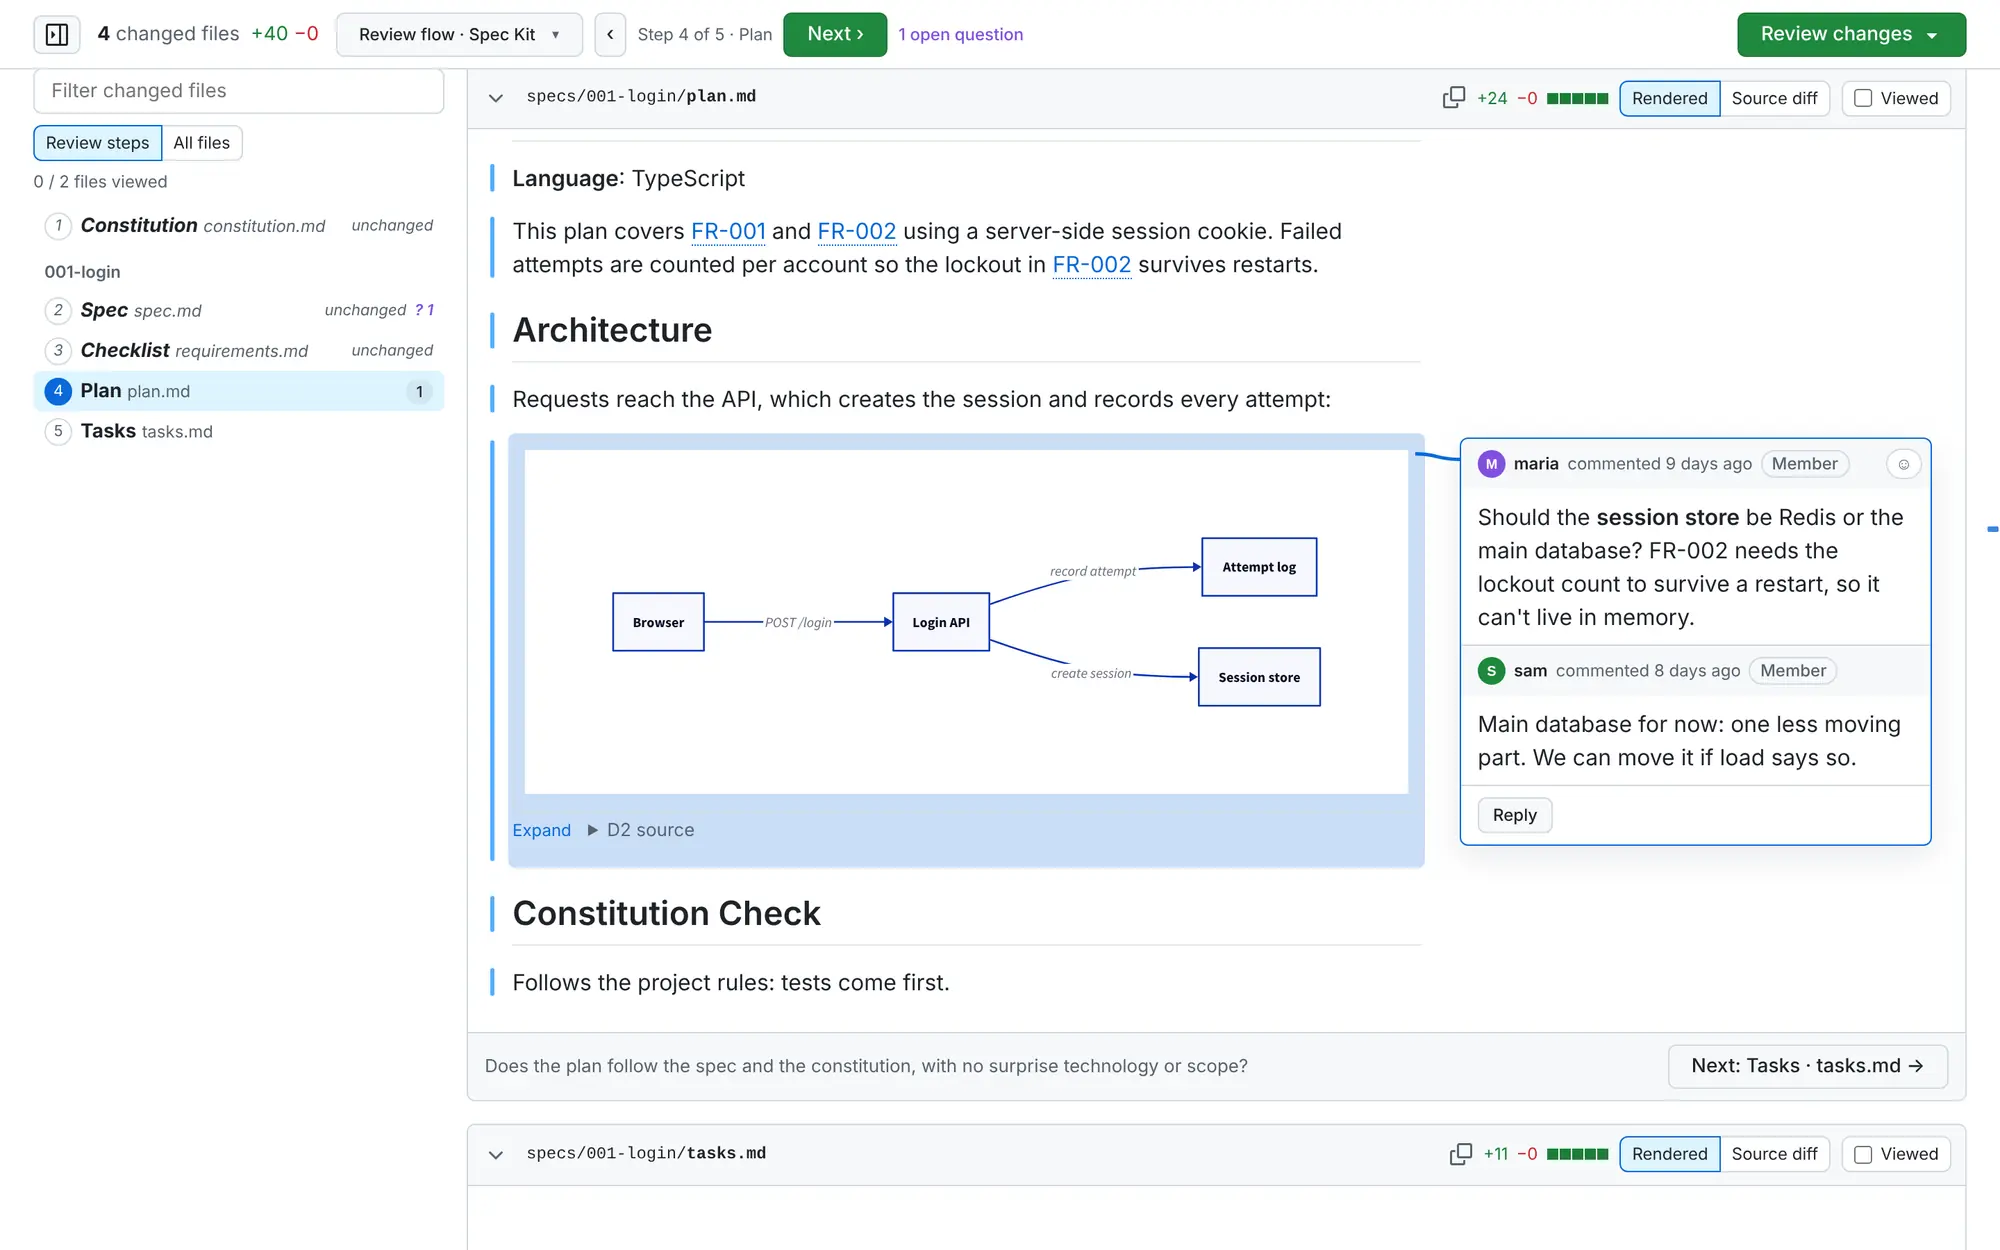 4 changed files +40 −0
Review flow · Spec Kit ▾
‹
Step 4 of 5 · Plan
Next ›
1 open question
Review changes
Filter changed files
Review steps
All files
0 / 2 files viewed
1 Constitution constitution.md unchanged
001-login
2 Spec spec.md unchanged ? 1
3 Checklist requirements.md unchanged
4 Plan plan.md 1
5 Tasks tasks.md
specs/001-login/plan.md
+24 −0
Rendered
Source diff
Viewed
Language: TypeScript
This plan covers FR-001 and FR-002 using a server-side session cookie. Failed
attempts are counted per account so the lockout in FR-002 survives restarts.
Architecture
Requests reach the API, which creates the session and records every attempt:
Browser
POST /login
Login API
record attempt
Attempt log
create session
Session store
Expand ▶ D2 source
M maria commented 9 days ago Member
Should the session store be Redis or the
main database? FR-002 needs the
lockout count to survive a restart, so it
can't live in memory.
S sam commented 8 days ago Member
Main database for now: one less moving
part. We can move it if load says so.
Reply
Constitution Check
Follows the project rules: tests come first.
Does the plan follow the spec and the constitution, with no surprise technology or scope?
Next: Tasks · tasks.md →
specs/001-login/tasks.md
+11 −0
Rendered
Source diff
Viewed